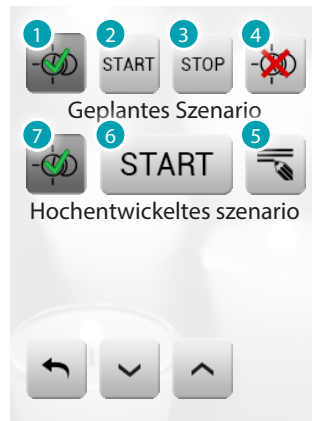 1 2 3 4
START STOP
Geplantes Szenario
7 6 5
START
Hochentwickeltes szenario